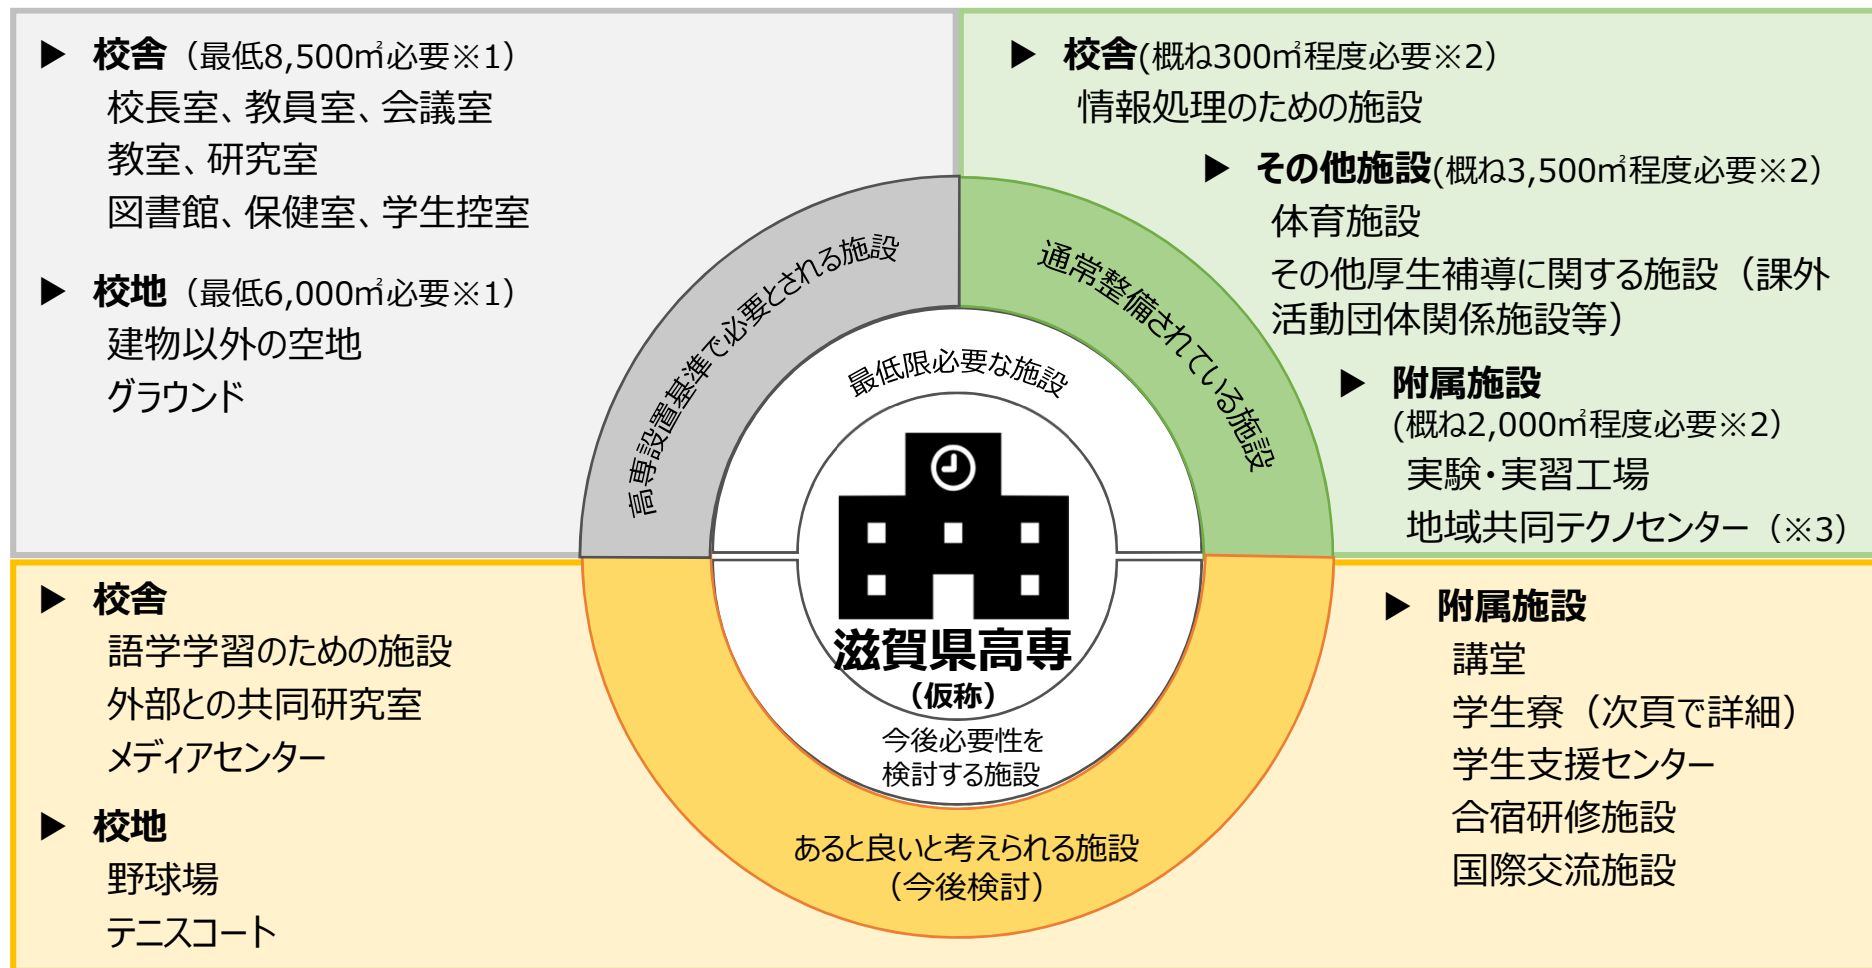 ▶ 校舎（最低8,500㎡必要※1）
校長室、教員室、会議室
教室、研究室
図書館、保健室、学生控室
▶ 校地（最低6,000㎡必要※1）
建物以外の空地
グラウンド
▶ 校舎(概ね300㎡程度必要※2）
情報処理のための施設
▶ その他施設(概ね3,500㎡程度必要※2）
体育施設
その他厚生補導に関する施設（課外
活動団体関係施設等）
▶ 附属施設
(概ね2,000㎡程度必要※2）
実験・実習工場
地域共同テクノセンター（※3）
高専設置基準で必要とされる施設
通常整備されている施設
最低限必要な施設
滋賀県高専
（仮称）
今後必要性を
検討する施設
あると良いと考えられる施設
（今後検討）
▶ 校舎
語学学習のための施設
外部との共同研究室
メディアセンター
▶ 校地
野球場
テニスコート
▶ 附属施設
講堂
学生寮（次頁で詳細）
学生支援センター
合宿研修施設
国際交流施設